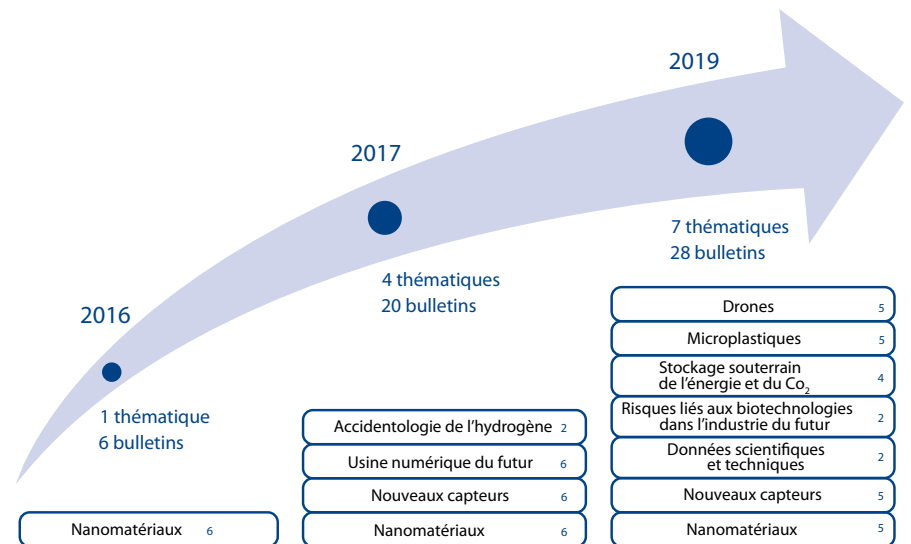 2016
1 thématique
6 bulletins
Nanomatériaux 6
2017
4 thématiques
20 bulletins
Accidentologie de l'hydrogène 2
Usine numérique du futur 6
Nouveaux capteurs 6
Nanomatériaux 6
2019
7 thématiques
28 bulletins
Drones 5
Microplastiques 5
Stockage souterrain
de l'énergie et du Co₂ 4
Risques liés aux biotechnologies
dans l'industrie du futur 2
Données scientifiques
et techniques 2
Nouveaux capteurs 5
Nanomatériaux 5